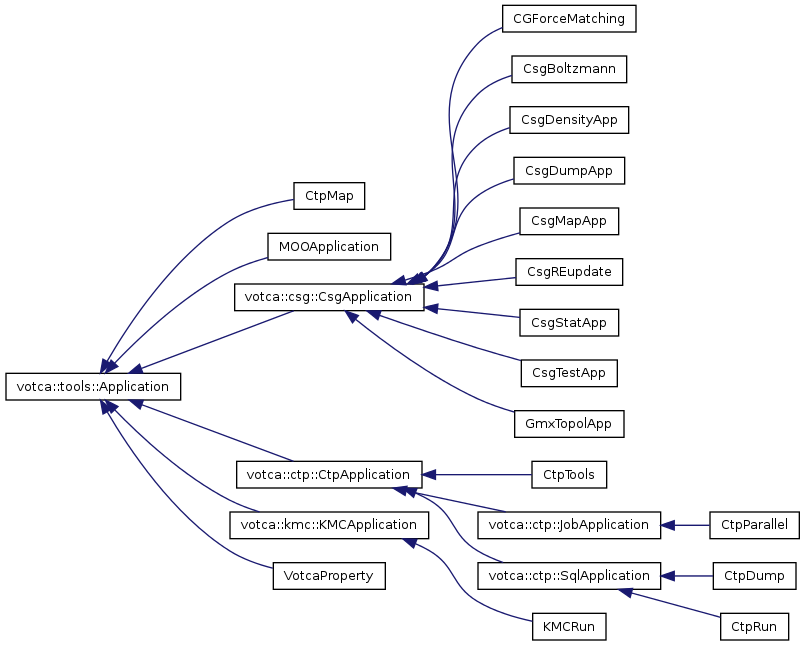 CGForceMatching
CsgBoltzmann
CsgDensityApp
CsgDumpApp
CtpMap
CsgMapApp
MOOApplication
CsgREupdate
votca::csg::CsgApplication
CsgStatApp
CsgTestApp
votca::tools::Application
GmxTopolApp
votca::ctp::CtpApplication
CtpTools
votca::kmc::KMCApplication
votca::ctp::JobApplication
CtpParallel
VotcaProperty
votca::ctp::SqlApplication
CtpDump
KMCRun
CtpRun